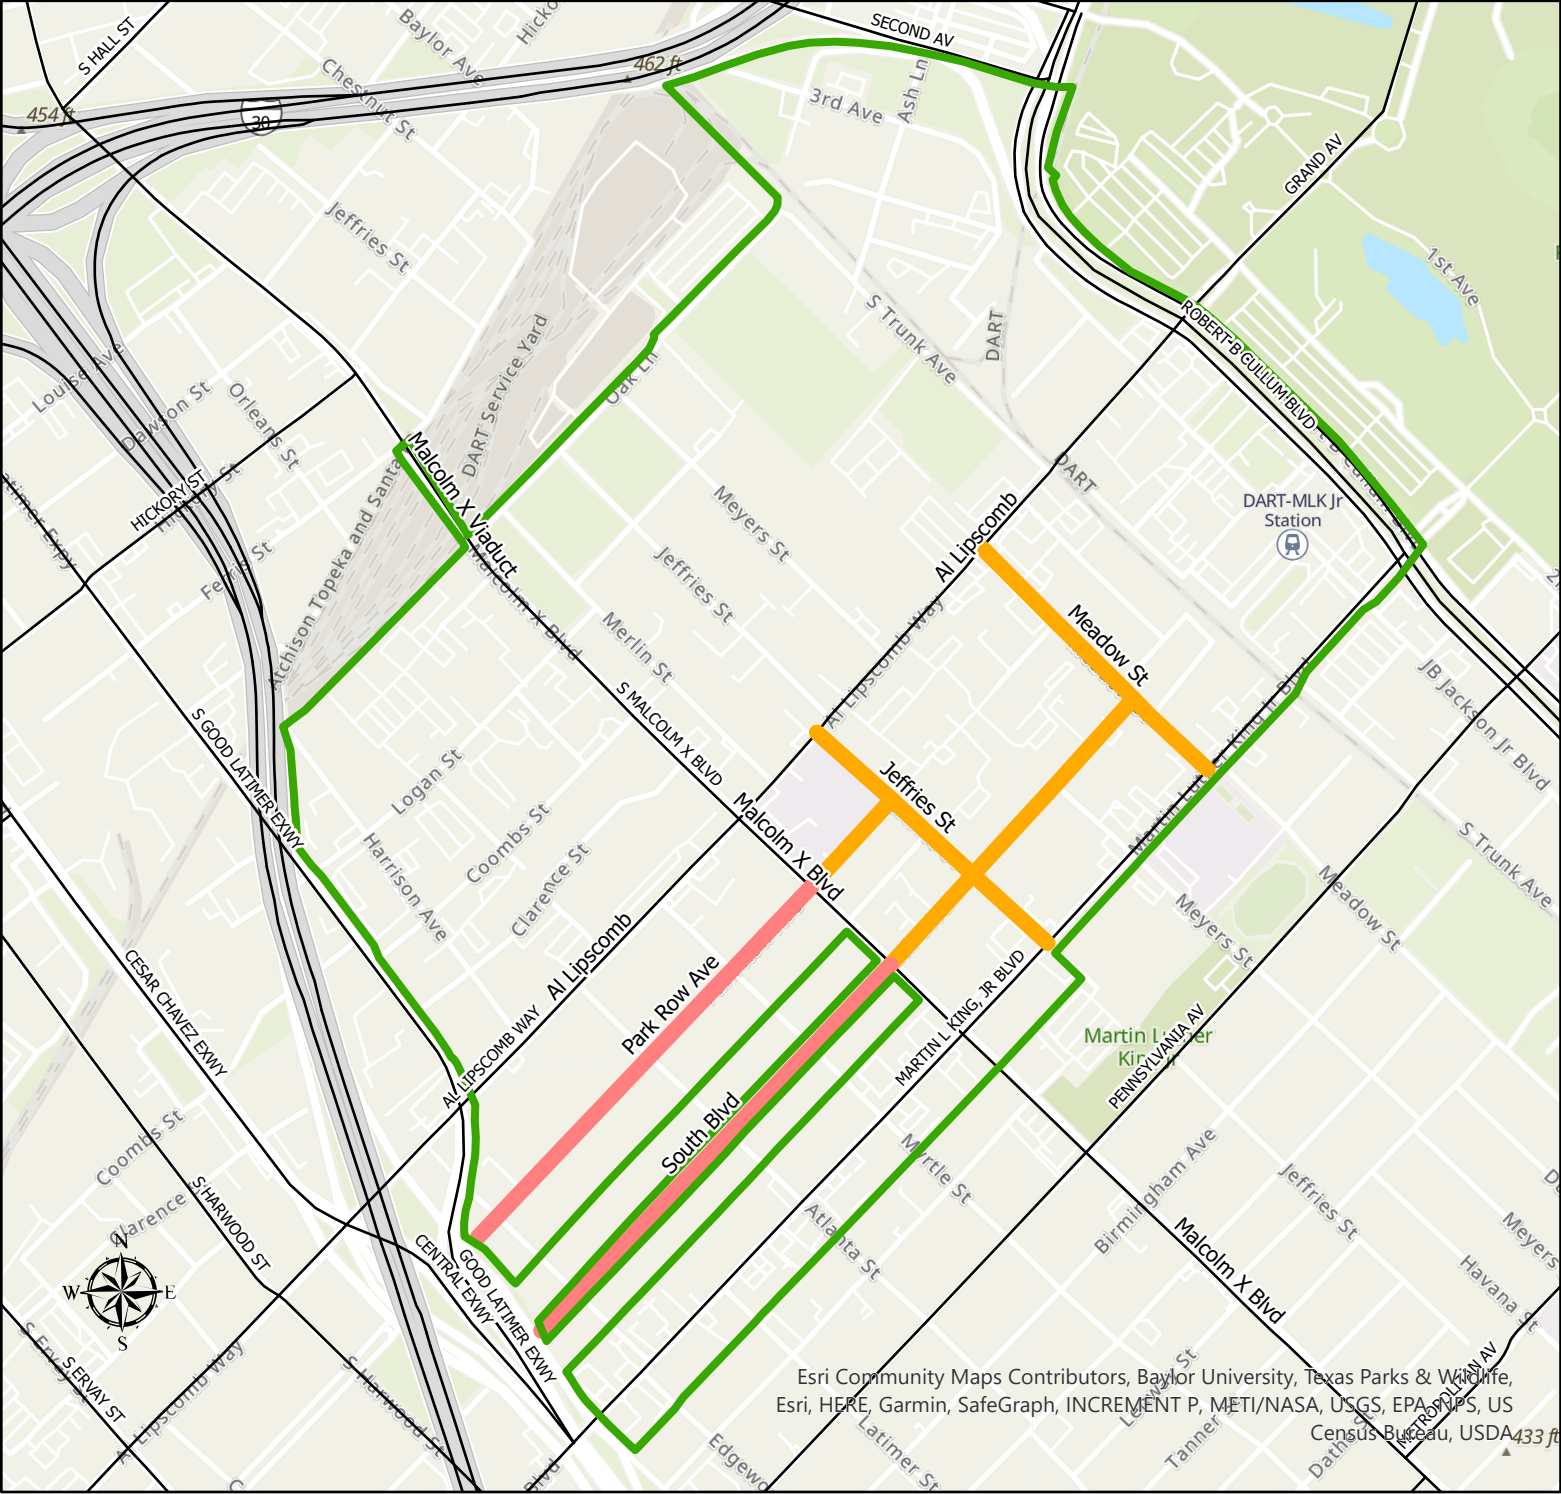 S HALL ST
Baylor Ave
SECOND AV
462 ft
Chestnut St
3rd Ave
Ash Ln
454 ft
30
GRAND AV
Jeffries St
1st Ave
S Trunk Ave
DART
ROBERT B CULLUM BLVD
Louise Ave
Dawson St
Orleans St
DART Service Yard
Oak Ln
HICKORY ST
Malcolm X Viaduct
Atchison Topeka and Santa
Ferris St
DART
DART-MLK Jr
Station
Meyers St
Jeffries St
Al Lipscomb
Malcolm X Blvd
Merlin St
Al Lipscomb Way
Meadow St
S GOOD LATIMER EXWY
S MALCOLM X BLVD
JB Jackson Jr Blvd
Martin Luther King Jr Blvd
Logan St
Coombs St
Clarence St
Harrison Ave
Malcolm X Blvd
Jeffries St
S Trunk Ave
Meadow St
Meyers St
Al Lipscomb
Park Row Ave
CESAR CHAVEZ EXWY
AL LIPSCOMB WAY
MARTIN L KING, JR BLVD
PENNSYLVANIA AV
South Blvd
Coombs St
Clarence
S HARWOOD ST
Myrtle St
Atlanta St
Birmingham Ave
Jeffries St
Meyers
Havana St
Malcolm X Blvd
N
W
E
S
CENTRAL EXWY
GOOD LATIMER EXWY
S Ervay St
S ERVAY ST
Al Lipscomb Way
S Harwood St
Blvd
Latimer St
METROPOLITAN AV
433 ft
Esri Community Maps Contributors, Baylor University, Texas Parks & Wildlife,
Esri, HERE, Garmin, SafeGraph, INCREMENT P, METI/NASA, USGS, EPA, NPS, US
Census Bureau, USDA